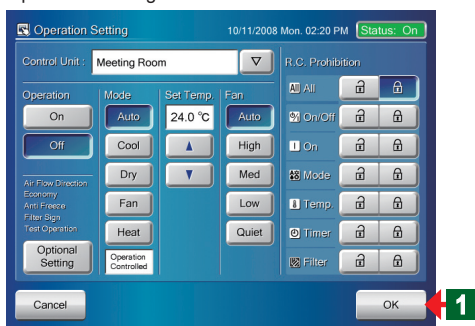 Operation Setting
10/11/2008 Mon. 02:20 PM
Status: On
Control Unit :
Meeting Room
R.C. Prohibition
All All
Operation
Mode
Set Temp.
Fan
On
Auto
24.0 °C
Auto
On/Off
Off
Cool
High
On
Dry
Med
Mode
Air Flow Direction
Economy
Anti Freeze
Filter Sign
Test Operation
Fan
Low
Temp.
Heat
Quiet
Timer
Optional
Setting
Operation
Controlled
Filter
Cancel
OK
1